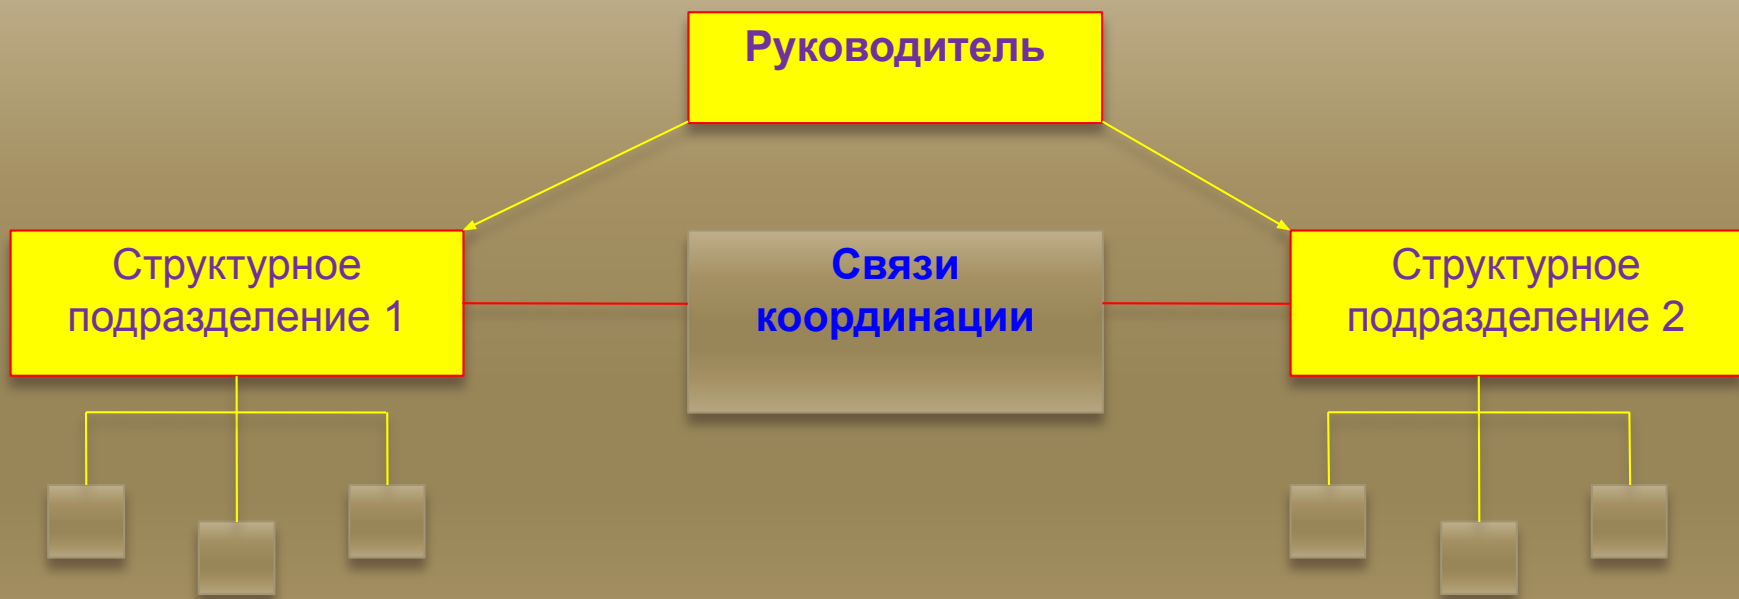 Руководитель
Структурное
подразделение 1
Связи
координации
Структурное
подразделение 2